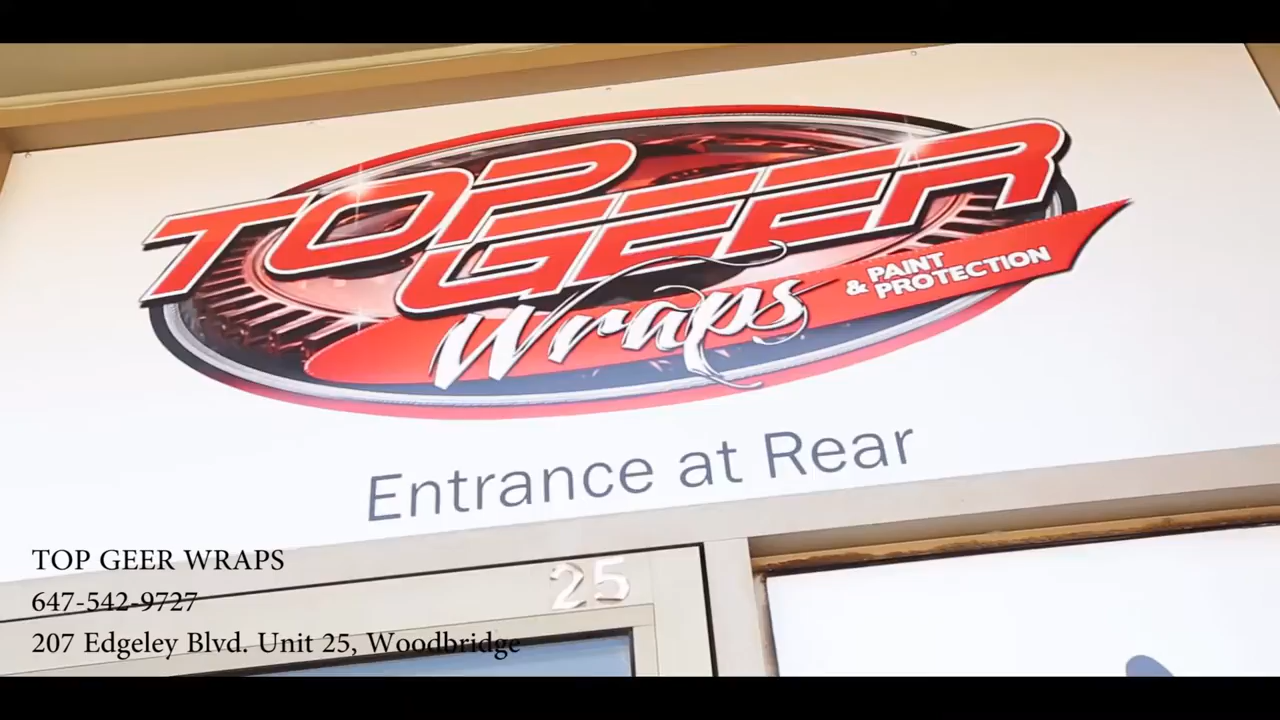 TOP
GEER
Wraps
& PAINT
PROTECTION
Entrance at Rear
25
TOP GEER WRAPS
647-542-9727
207 Edgeley Blvd. Unit 25, Woodbridge